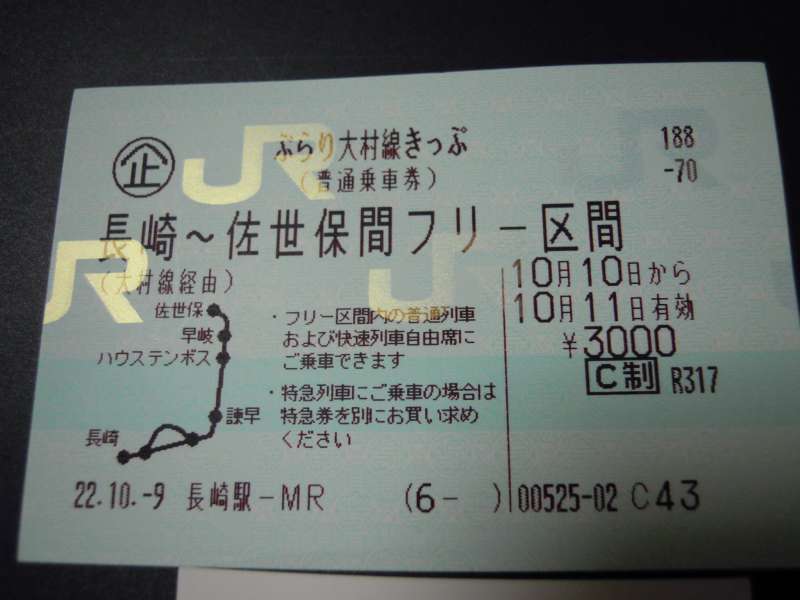 企
ぶらり大村線きっぷ
188
-70
(普通乗車券)
長崎～佐世保間フリー区間
(大村線経由)
10月10日から
10月11日有効
¥3000
C制 R317
佐世保
早岐
ハウステンボス
諫早
長崎
・フリー区間内の普通列車
および快速列車自由席に
ご乗車できます
・特急列車にご乗車の場合は
特急券を別にお買い求め
ください
22.10.-9 長崎駅-MR (6- ) 00525-02 C43
JR
JR
JR
JR